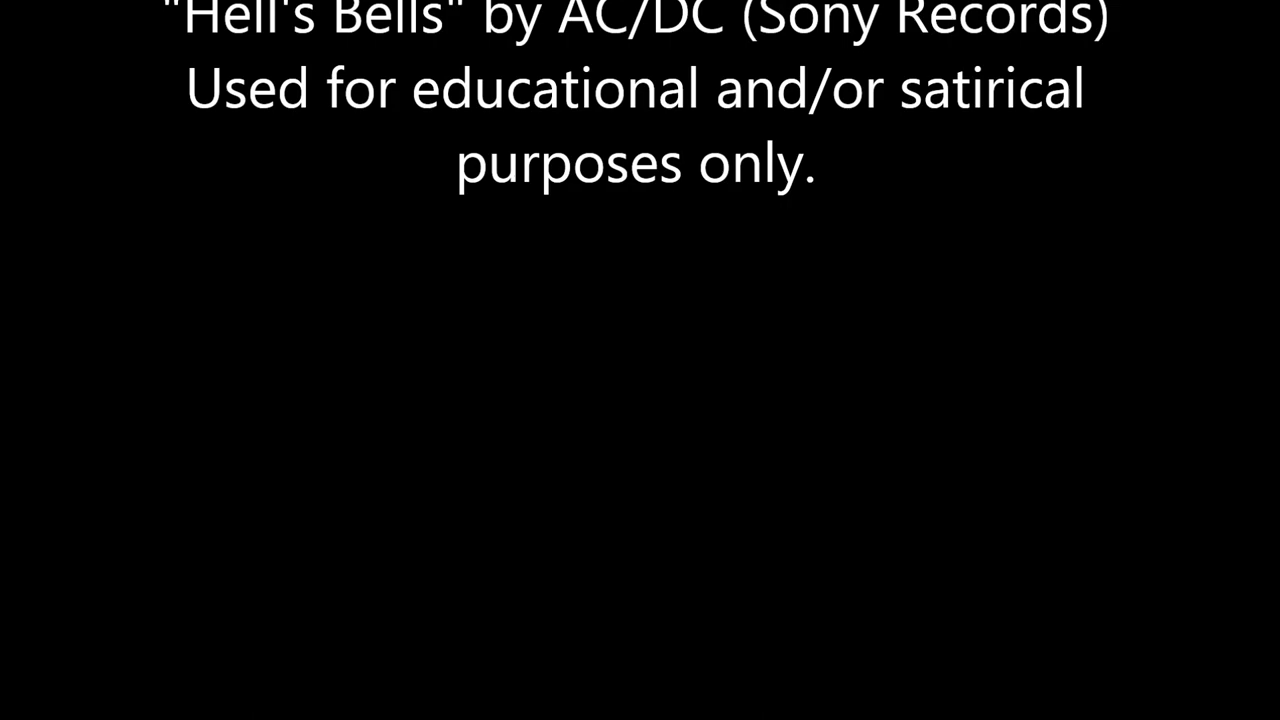 "Hell's Bells" by AC/DC (Sony Records)
Used for educational and/or satirical
purposes only.